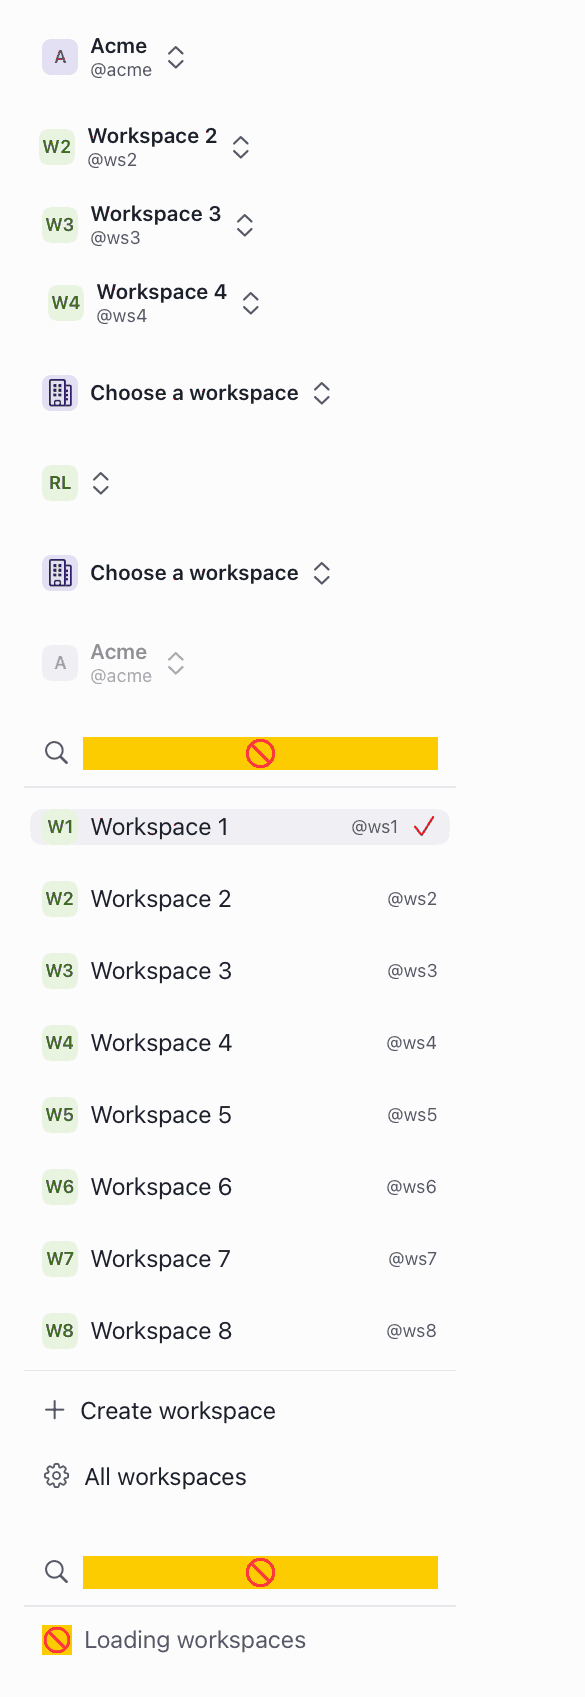 A Acme
@acme
W2 Workspace 2
@ws2
W3 Workspace 3
@ws3
W4 Workspace 4
@ws4
Choose a workspace
RL
Choose a workspace
A Acme
@acme
W1 Workspace 1 @ws1
W2 Workspace 2 @ws2
W3 Workspace 3 @ws3
W4 Workspace 4 @ws4
W5 Workspace 5 @ws5
W6 Workspace 6 @ws6
W7 Workspace 7 @ws7
W8 Workspace 8 @ws8
Create workspace
All workspaces
Loading workspaces